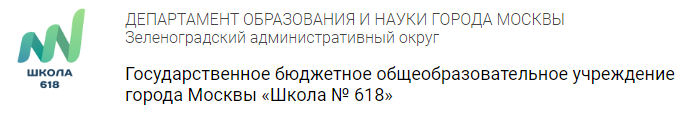 ДЕПАРТАМЕНТ ОБРАЗОВАНИЯ И НАУКИ ГОРОДА МОСКВЫ
Зеленоградский административный округ
ШКОЛА
618
Государственное бюджетное общеобразовательное учреждение
города Москвы «Школа № 618»